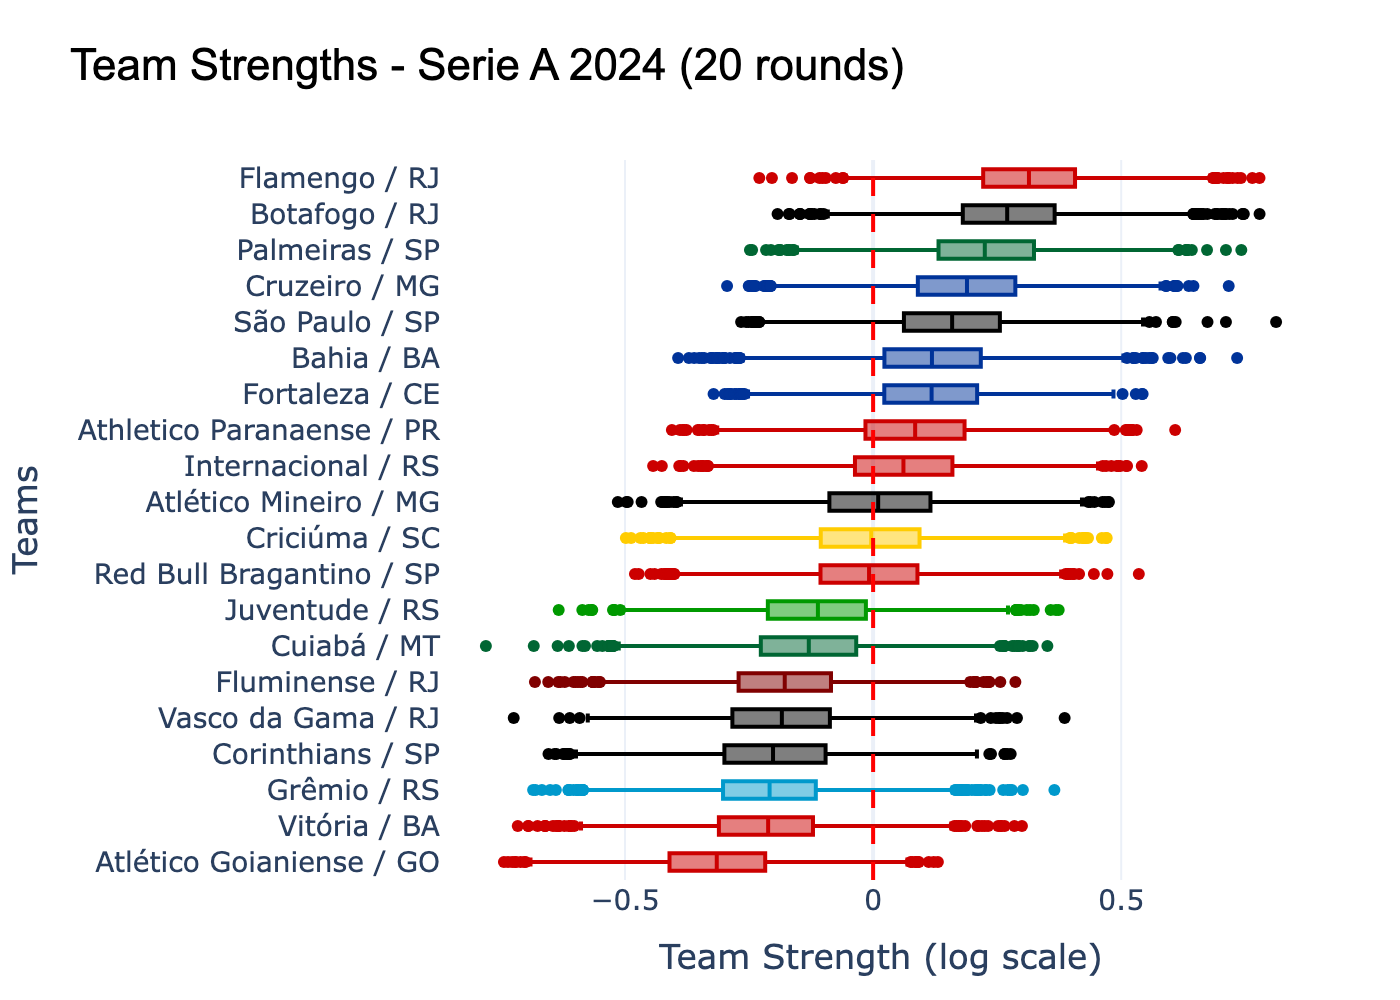 Team Strengths - Serie A 2024 (20 rounds)
Teams
Flamengo / RJ
Botafogo / RJ
Palmeiras / SP
Cruzeiro / MG
São Paulo / SP
Bahia / BA
Fortaleza / CE
Athletico Paranaense / PR
Internacional / RS
Atlético Mineiro / MG
Criciúma / SC
Red Bull Bragantino / SP
Juventude / RS
Cuiabá / MT
Fluminense / RJ
Vasco da Gama / RJ
Corinthians / SP
Grêmio / RS
Vitória / BA
Atlético Goianiense / GO
−0.5 0 0.5
Team Strength (log scale)